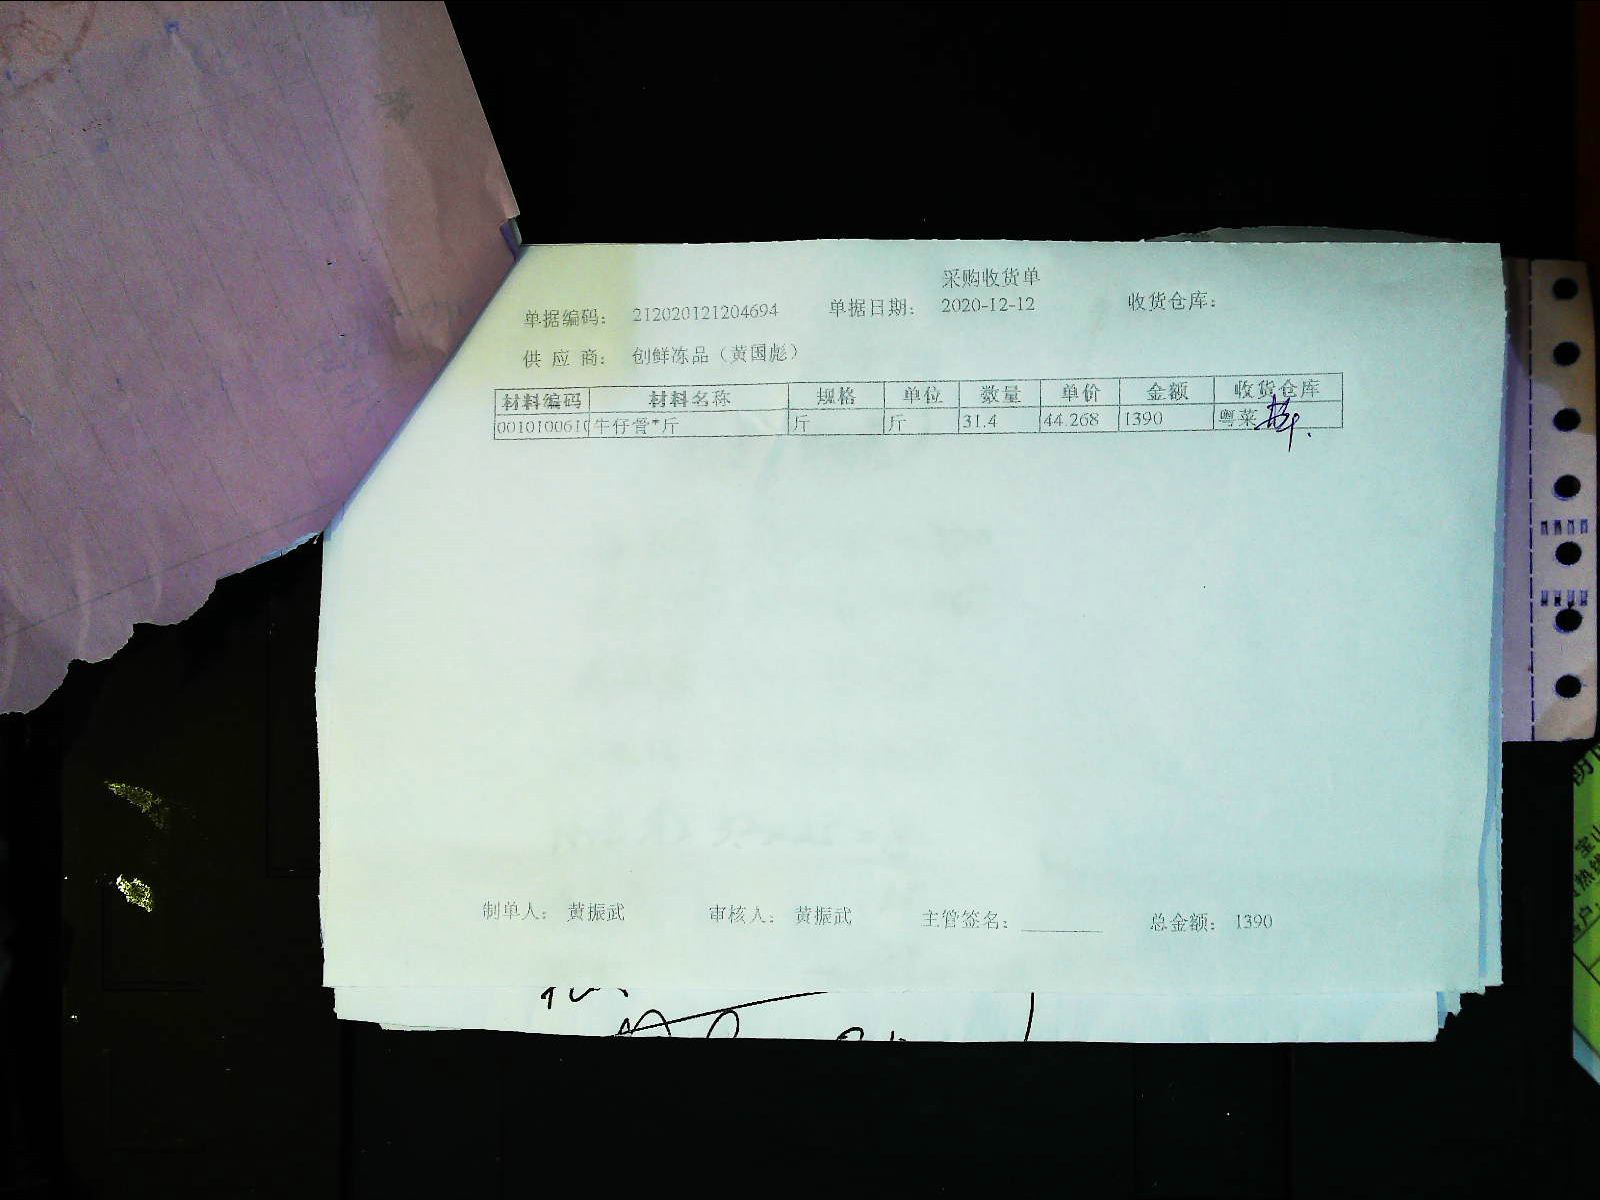 采购收货单
单据编码： 212020121204694 单据日期： 2020-12-12 收货仓库：
供 应 商： 创鲜冻品（黄国彪）
材料编码 材料名称 规格 单位 数量 单价 金额 收货仓库
0010100610 牛仔骨*斤 斤 斤 31.4 44.268 1390 粤菜
制单人： 黄振武 审核人： 黄振武 主管签名： 总金额： 1390